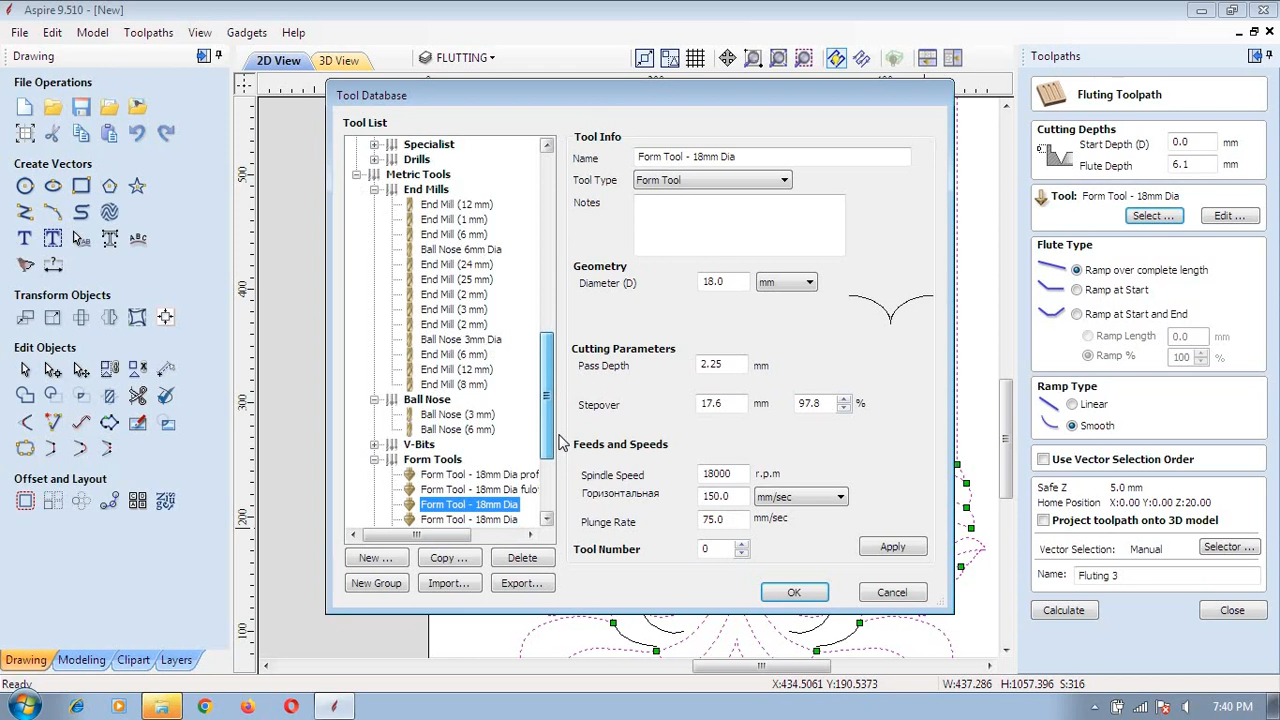 Aspire 9.510 - [New]
File Edit Model Toolpaths View Gadgets Help
Drawing
File Operations
Create Vectors
Transform Objects
Edit Objects
Offset and Layout
Drawing Modeling Clipart Layers
Ready
2D View 3D View FLUTTING
Tool Database
Tool List
Specialist
Drills
Metric Tools
End Mills
End Mill (12 mm)
End Mill (1 mm)
End Mill (6 mm)
Ball Nose 6mm Dia
End Mill (24 mm)
End Mill (25 mm)
End Mill (2 mm)
End Mill (3 mm)
End Mill (2 mm)
Ball Nose 3mm Dia
End Mill (6 mm)
End Mill (12 mm)
End Mill (8 mm)
Ball Nose
Ball Nose (3 mm)
Ball Nose (6 mm)
V-Bits
Form Tools
Form Tool - 18mm Dia prof
Form Tool - 18mm Dia fulo
Form Tool - 18mm Dia
Form Tool - 18mm Dia
New ... Copy ... Delete
New Group Import... Export...
Tool Info
Name Form Tool - 18mm Dia
Tool Type Form Tool
Notes
Geometry
Diameter (D) 18.0 mm
Cutting Parameters
Pass Depth 2.25 mm
Stepover 17.6 mm 97.8 %
Feeds and Speeds
Spindle Speed 18000 r.p.m
Горизонтальная 150.0 mm/sec
Plunge Rate 75.0 mm/sec
Tool Number 0 Apply
OK Cancel
Toolpaths
Fluting Toolpath
Cutting Depths
Start Depth (D) 0.0 mm
Flute Depth 6.1 mm
Tool: Form Tool - 18mm Dia
Select ... Edit ...
Flute Type
Ramp over complete length
Ramp at Start
Ramp at Start and End
Ramp Length 0.0 mm
Ramp % 100 %
Ramp Type
Linear
Smooth
Use Vector Selection Order
Safe Z 5.0 mm
Home Position X:0.00 Y:0.00 Z:20.00
Project toolpath onto 3D model
Vector Selection: Manual Selector ...
Name: Fluting 3
Calculate Close
X:434.5061 Y:190.5373 W:437.286 H:1057.396 S:316
7:40 PM